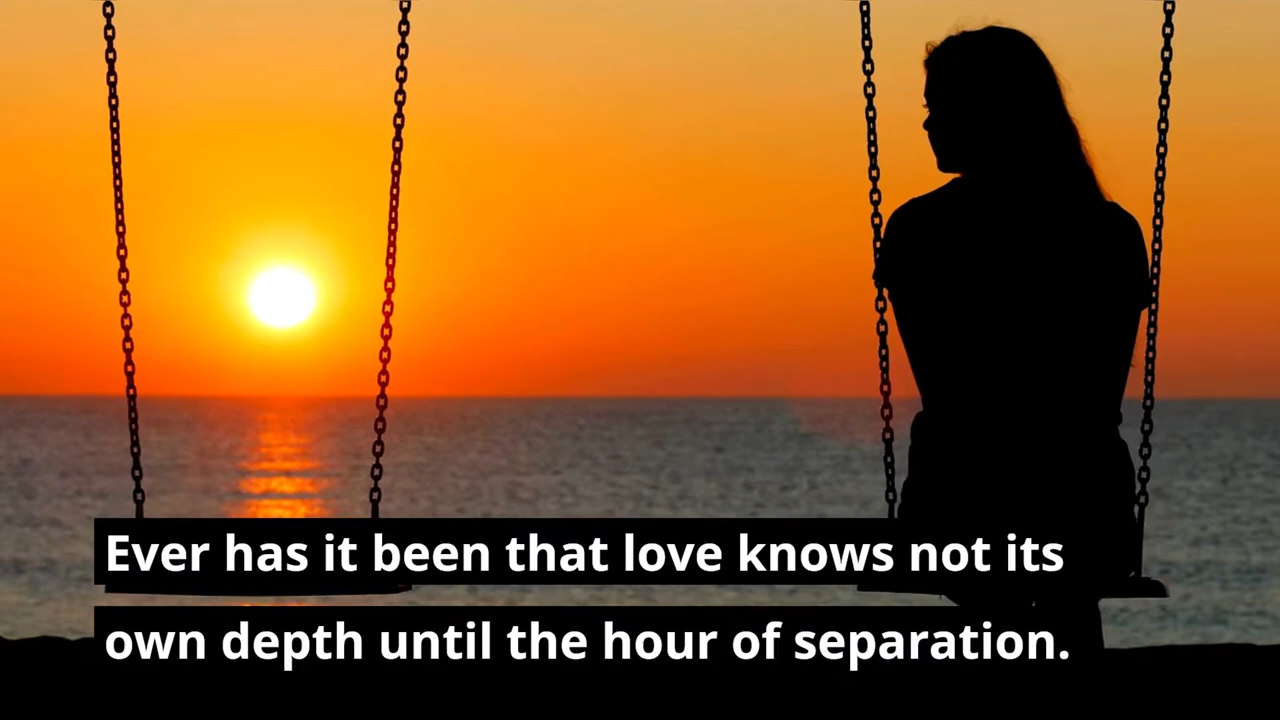 Ever has it been that love knows not its
own depth until the hour of separation.